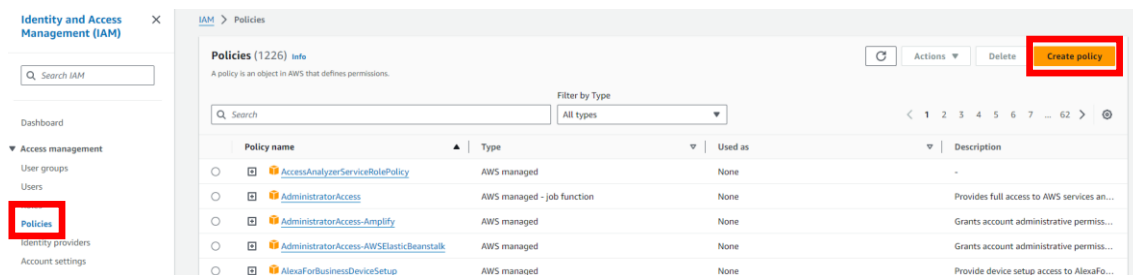 Identity and Access Management (IAM)
Search IAM
Dashboard
Access management
User groups
Users
Policies
Identity providers
Account settings
IAM > Policies
Policies (1226) Info
A policy is an object in AWS that defines permissions.
Actions
Delete
Create policy
Filter by Type
Search
All types
1 2 3 4 5 6 7 ... 62
Policy name Type Used as Description
AccessAnalyzerServiceRolePolicy AWS managed None -
AdministratorAccess AWS managed - job function None Provides full access to AWS services an...
AdministratorAccess-Amplify AWS managed None Grants account administrative permiss...
AdministratorAccess-AWSElasticBeanstalk AWS managed None Grants account administrative permiss...
AlexaForBusinessDeviceSetup AWS managed None Provide device setup access to AlexaFo...